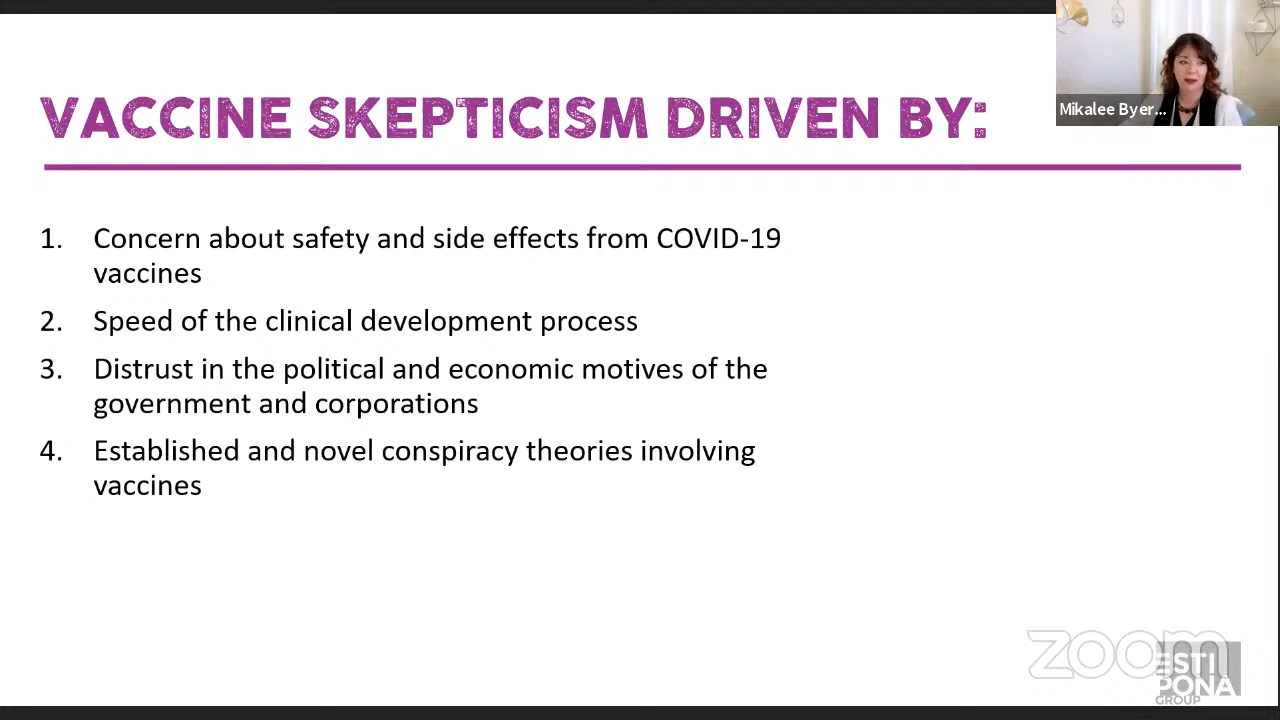 VACCINE SKEPTICISM DRIVEN BY:
Mikalee Byer...
1. Concern about safety and side effects from COVID-19
vaccines
2. Speed of the clinical development process
3. Distrust in the political and economic motives of the
government and corporations
4. Established and novel conspiracy theories involving
vaccines
zoom
ESTI
PONA
GROUP